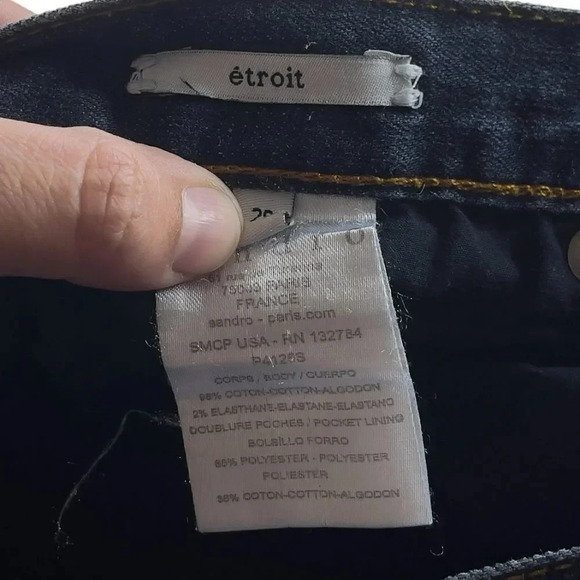 étroit
75003 PARIS
FRANCE
sandro - paris.com
SMCP USA - RN 132784
P4126S
CORPS / BODY / CUERPO
98% COTON-COTTON-ALGODON
2% ELASTHANE-ELASTANE-ELASTANO
DOUBLURE POCHES / POCKET LINING
BOLSILLO FORRO
65% POLYESTER - POLYESTER
POLIESTER
35% COTON-COTTON-ALGODON